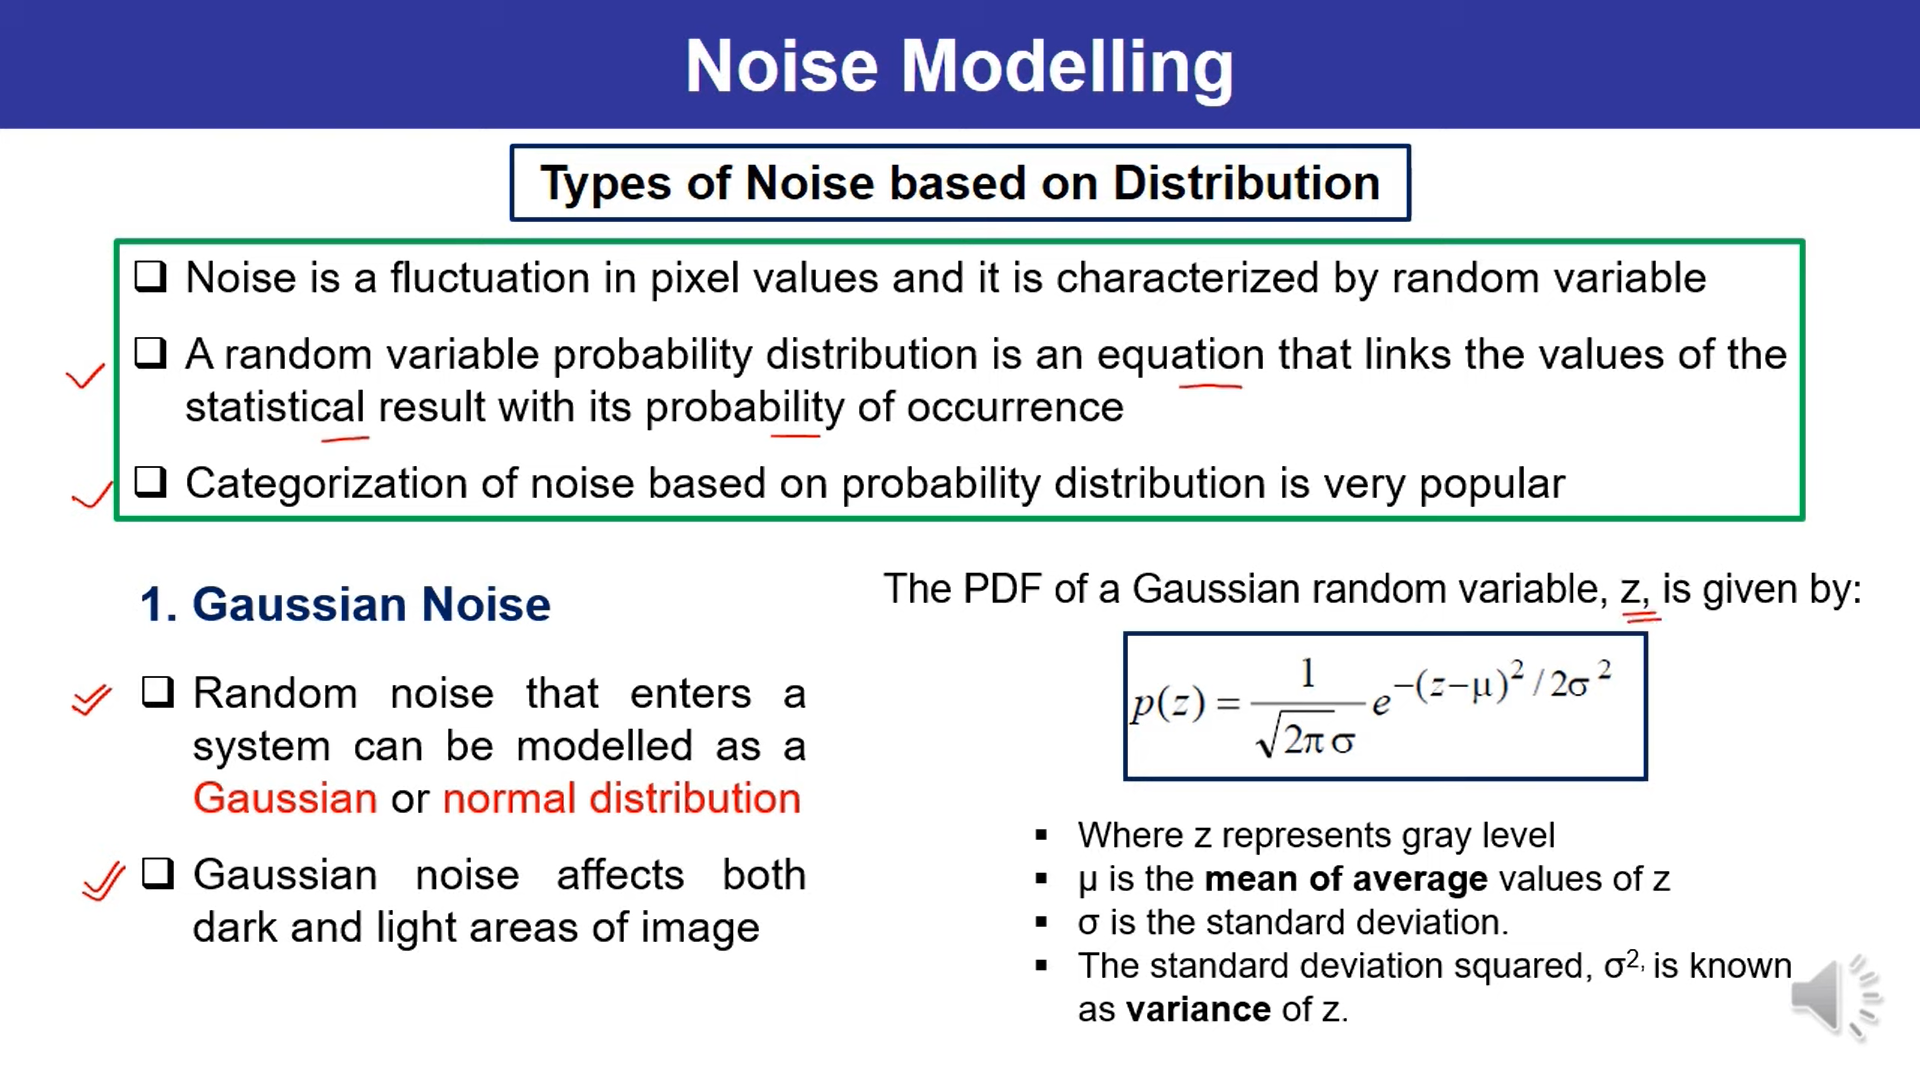 Noise Modelling
Types of Noise based on Distribution
❑ Noise is a fluctuation in pixel values and it is characterized by random variable
❑ A random variable probability distribution is an equation that links the values of the
statistical result with its probability of occurrence
❑ Categorization of noise based on probability distribution is very popular
1. Gaussian Noise
❑ Random noise that enters a
system can be modelled as a
Gaussian or normal distribution
❑ Gaussian noise affects both
dark and light areas of image
The PDF of a Gaussian random variable, z, is given by:
p(z) = 1/(√2π σ) e^−(z−μ)²/2σ²
▪ Where z represents gray level
▪ μ is the mean of average values of z
▪ σ is the standard deviation.
▪ The standard deviation squared, σ², is known
as variance of z.